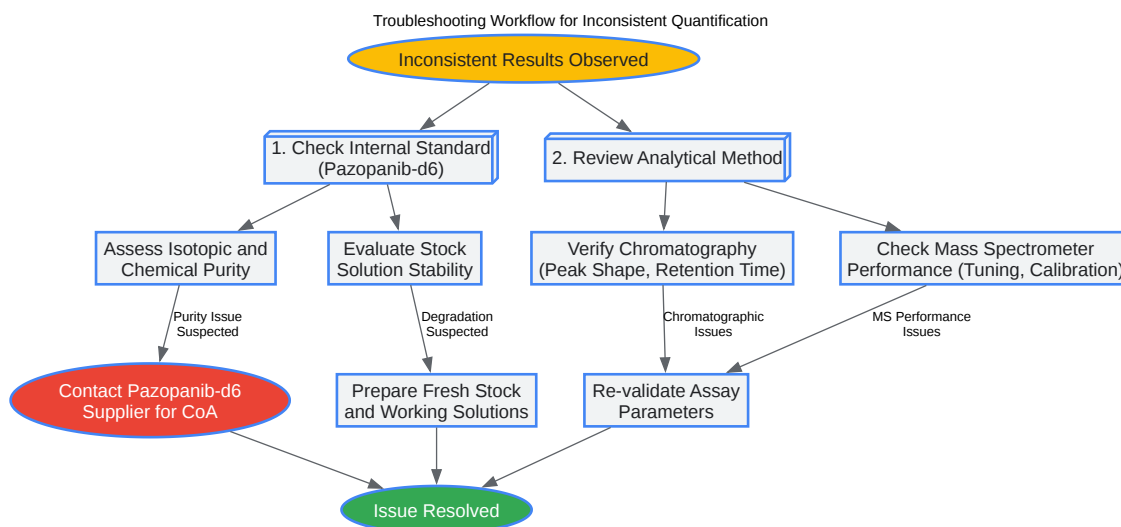 Troubleshooting Workflow for Inconsistent Quantification
Inconsistent Results Observed
1. Check Internal Standard
(Pazopanib-d6)
2. Review Analytical Method
Assess Isotopic and
Chemical Purity
Evaluate Stock
Solution Stability
Verify Chromatography
(Peak Shape, Retention Time)
Check Mass Spectrometer
Performance (Tuning, Calibration)
Purity Issue
Suspected
Degradation
Suspected
Chromatographic
Issues
MS Performance
Issues
Contact Pazopanib-d6
Supplier for CoA
Prepare Fresh Stock
and Working Solutions
Re-validate Assay
Parameters
Issue Resolved